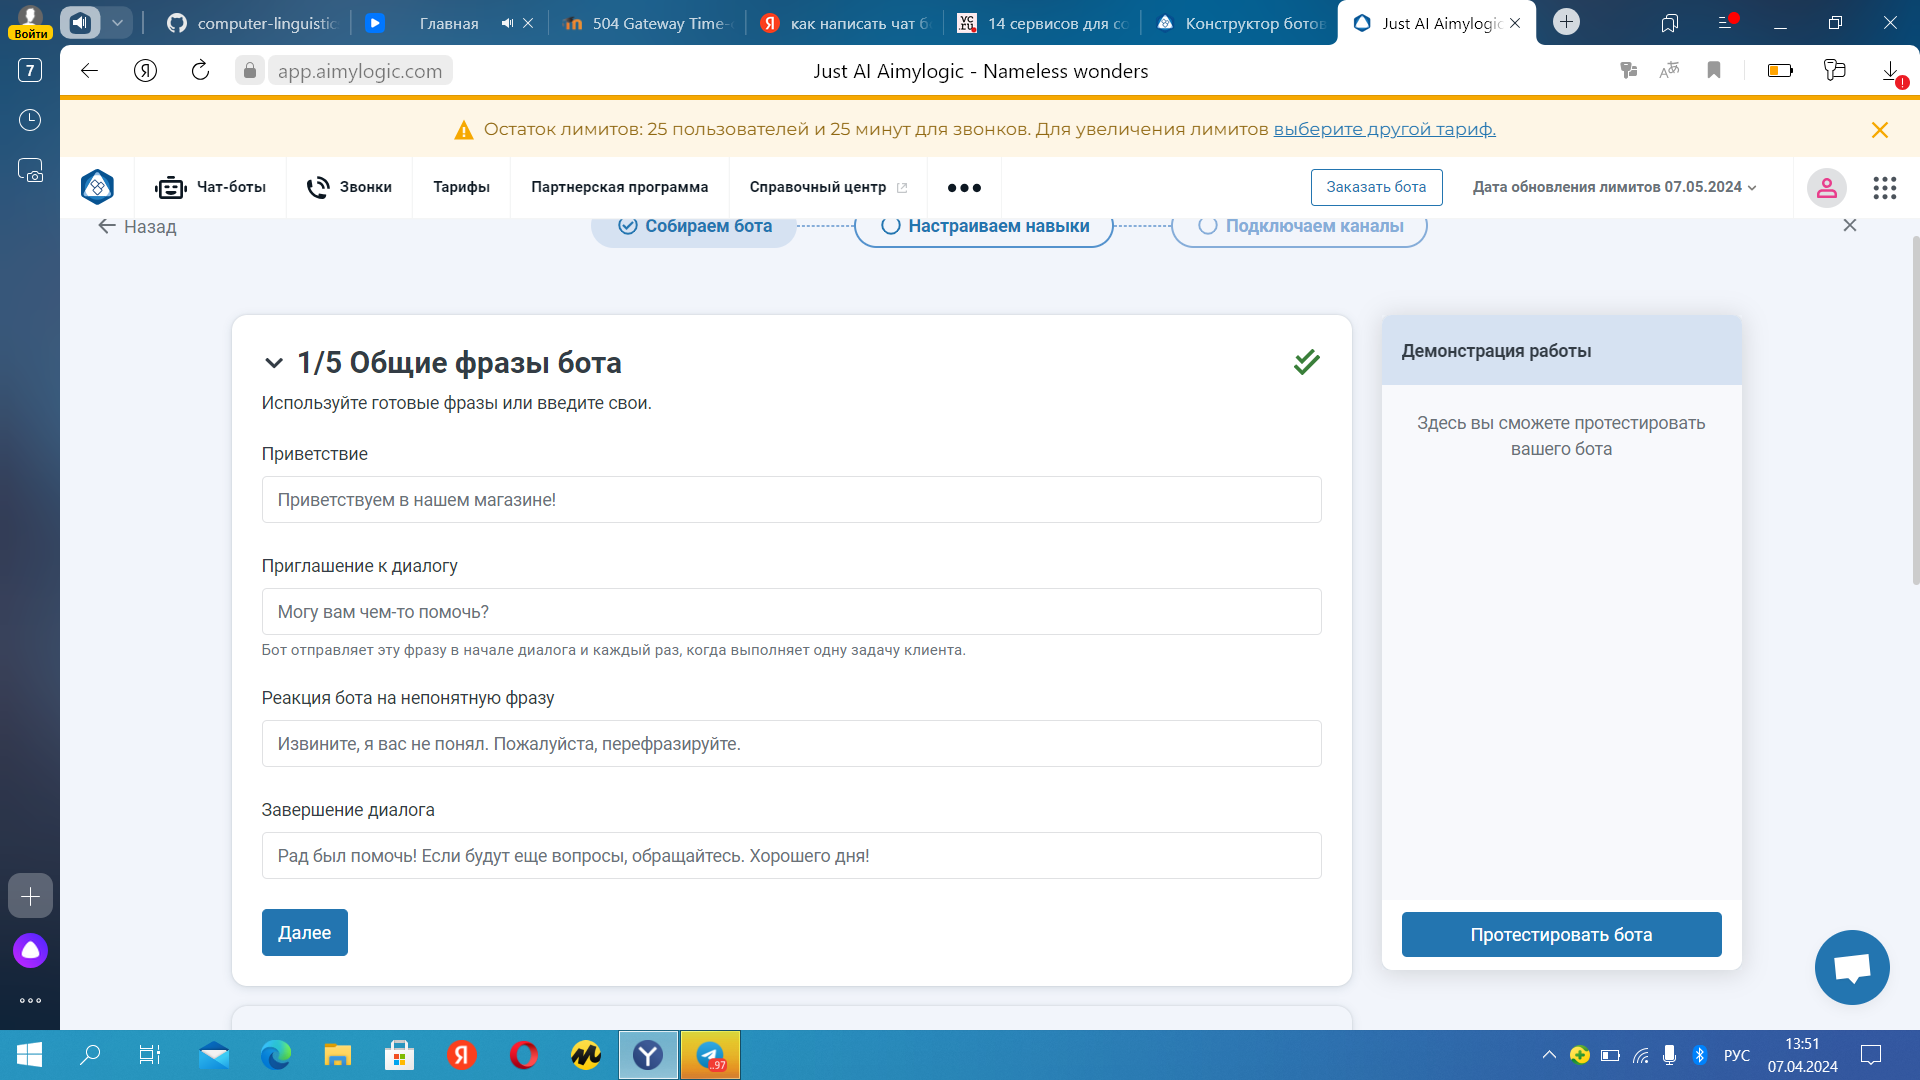 Войти
computer-linguistic
Главная
504 Gateway Time-
как написать чат б
14 сервисов для со
Конструктор ботов
Just AI Aimylogic
7
Я
app.aimylogic.com
Just AI Aimylogic - Nameless wonders
Остаток лимитов: 25 пользователей и 25 минут для звонков. Для увеличения лимитов выберите другой тариф.
Чат-боты
Звонки
Тарифы
Партнерская программа
Справочный центр
Заказать бота
Дата обновления лимитов 07.05.2024
Назад
Собираем бота
Настраиваем навыки
Подключаем каналы
1/5 Общие фразы бота
Используйте готовые фразы или введите свои.
Приветствие
Приветствуем в нашем магазине!
Приглашение к диалогу
Могу вам чем-то помочь?
Бот отправляет эту фразу в начале диалога и каждый раз, когда выполняет одну задачу клиента.
Реакция бота на непонятную фразу
Извините, я вас не понял. Пожалуйста, перефразируйте.
Завершение диалога
Рад был помочь! Если будут еще вопросы, обращайтесь. Хорошего дня!
Далее
Демонстрация работы
Здесь вы сможете протестировать
вашего бота
Протестировать бота
..97
РУС
13:51
07.04.2024